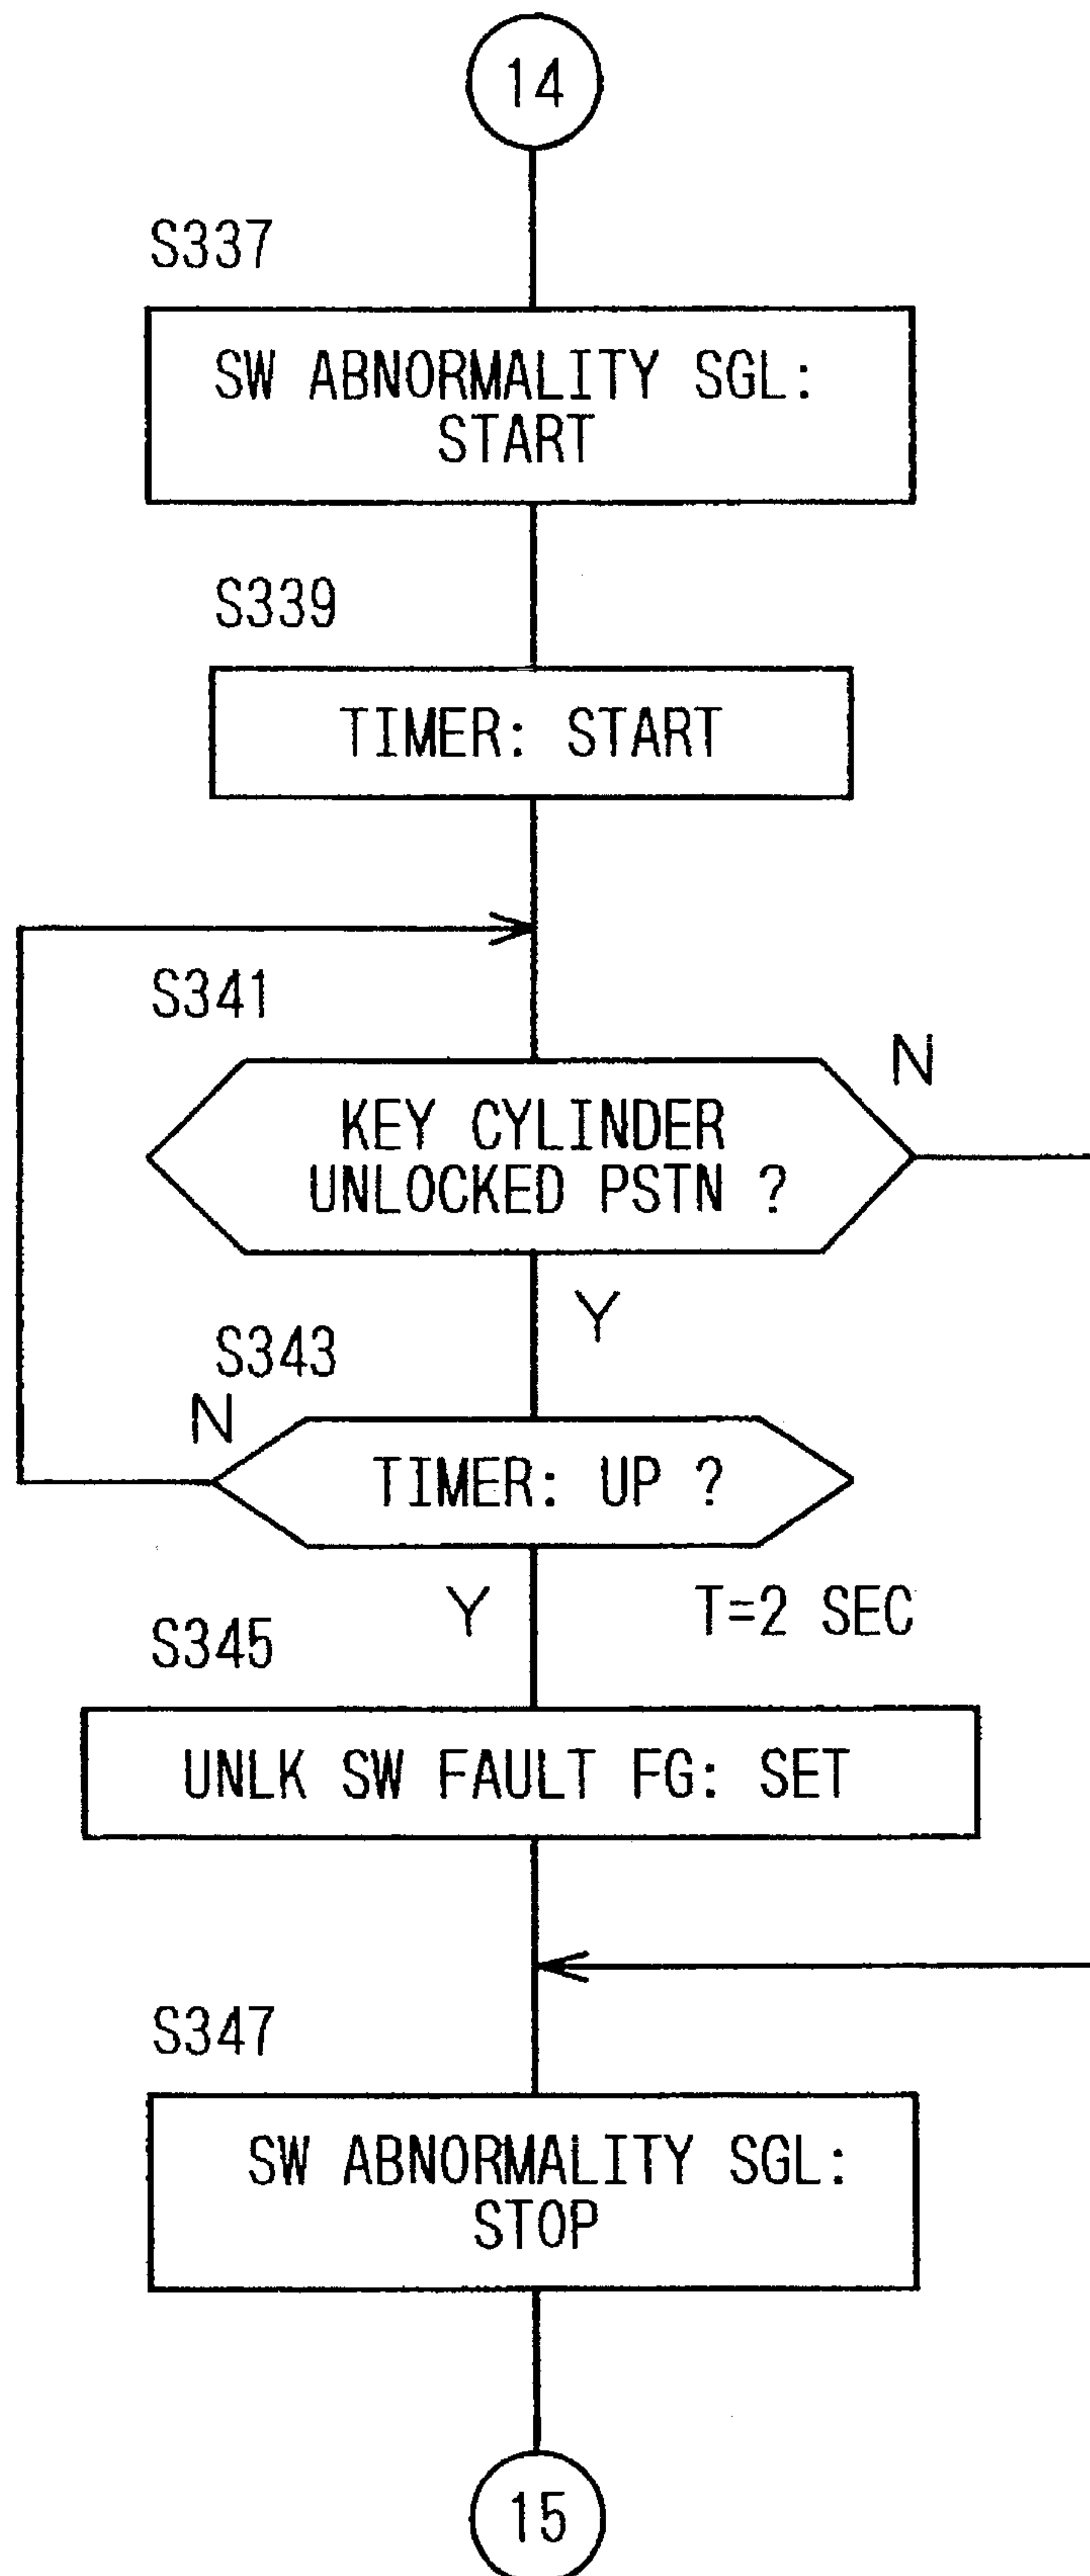 14
S337
SW ABNORMALITY SGL:
START
S339
TIMER: START
S341
N
KEY CYLINDER
UNLOCKED PSTN ?
Y
S343
N
TIMER: UP ?
Y
T=2 SEC
S345
UNLK SW FAULT FG: SET
S347
SW ABNORMALITY SGL:
STOP
15